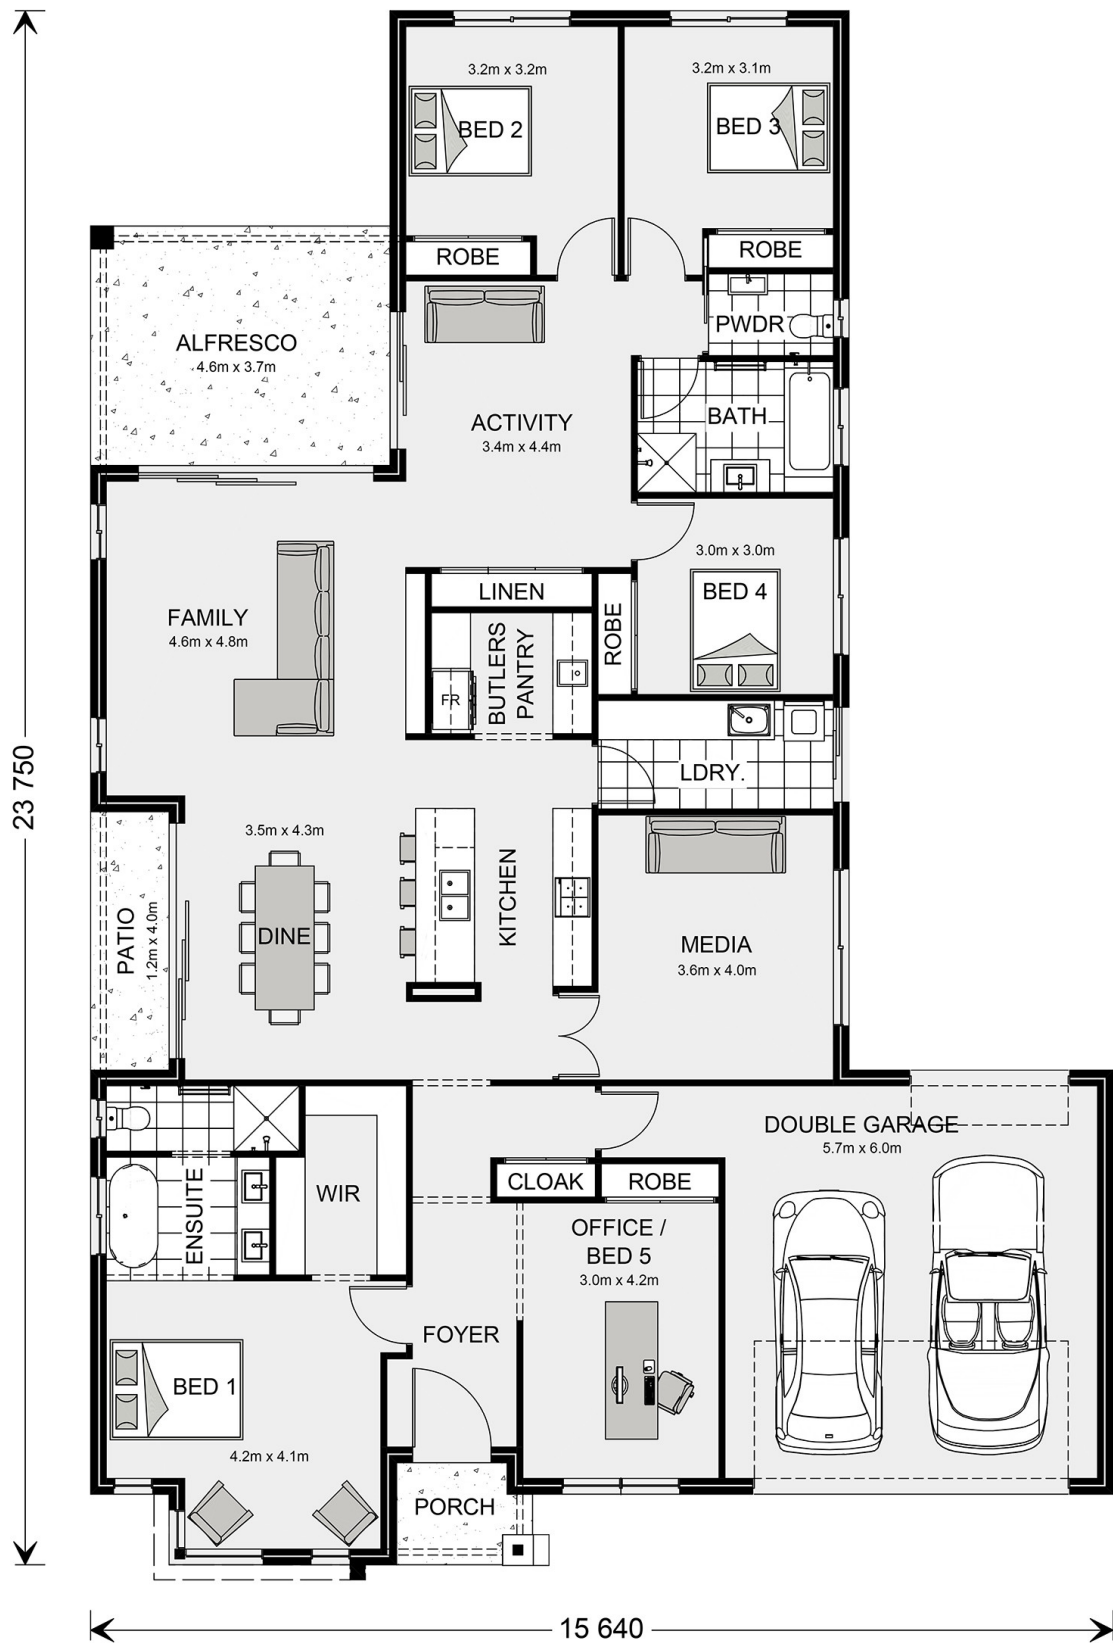 3.2m x 3.2m
BED 2
ROBE
3.2m x 3.1m
BED 3
ROBE
PWDR
ALFRESCO
4.6m x 3.7m
ACTIVITY
3.4m x 4.4m
BATH
3.0m x 3.0m
BED 4
ROBE
LINEN
BUTLERS
PANTRY
FR
FAMILY
4.6m x 4.8m
LDRY.
23 750
3.5m x 4.3m
DINE
KITCHEN
PATIO
1.2m x 4.0m
MEDIA
3.6m x 4.0m
DOUBLE GARAGE
5.7m x 6.0m
ENSUITE
WIR
CLOAK
ROBE
OFFICE /
BED 5
3.0m x 4.2m
FOYER
BED 1
4.2m x 4.1m
PORCH
15 640